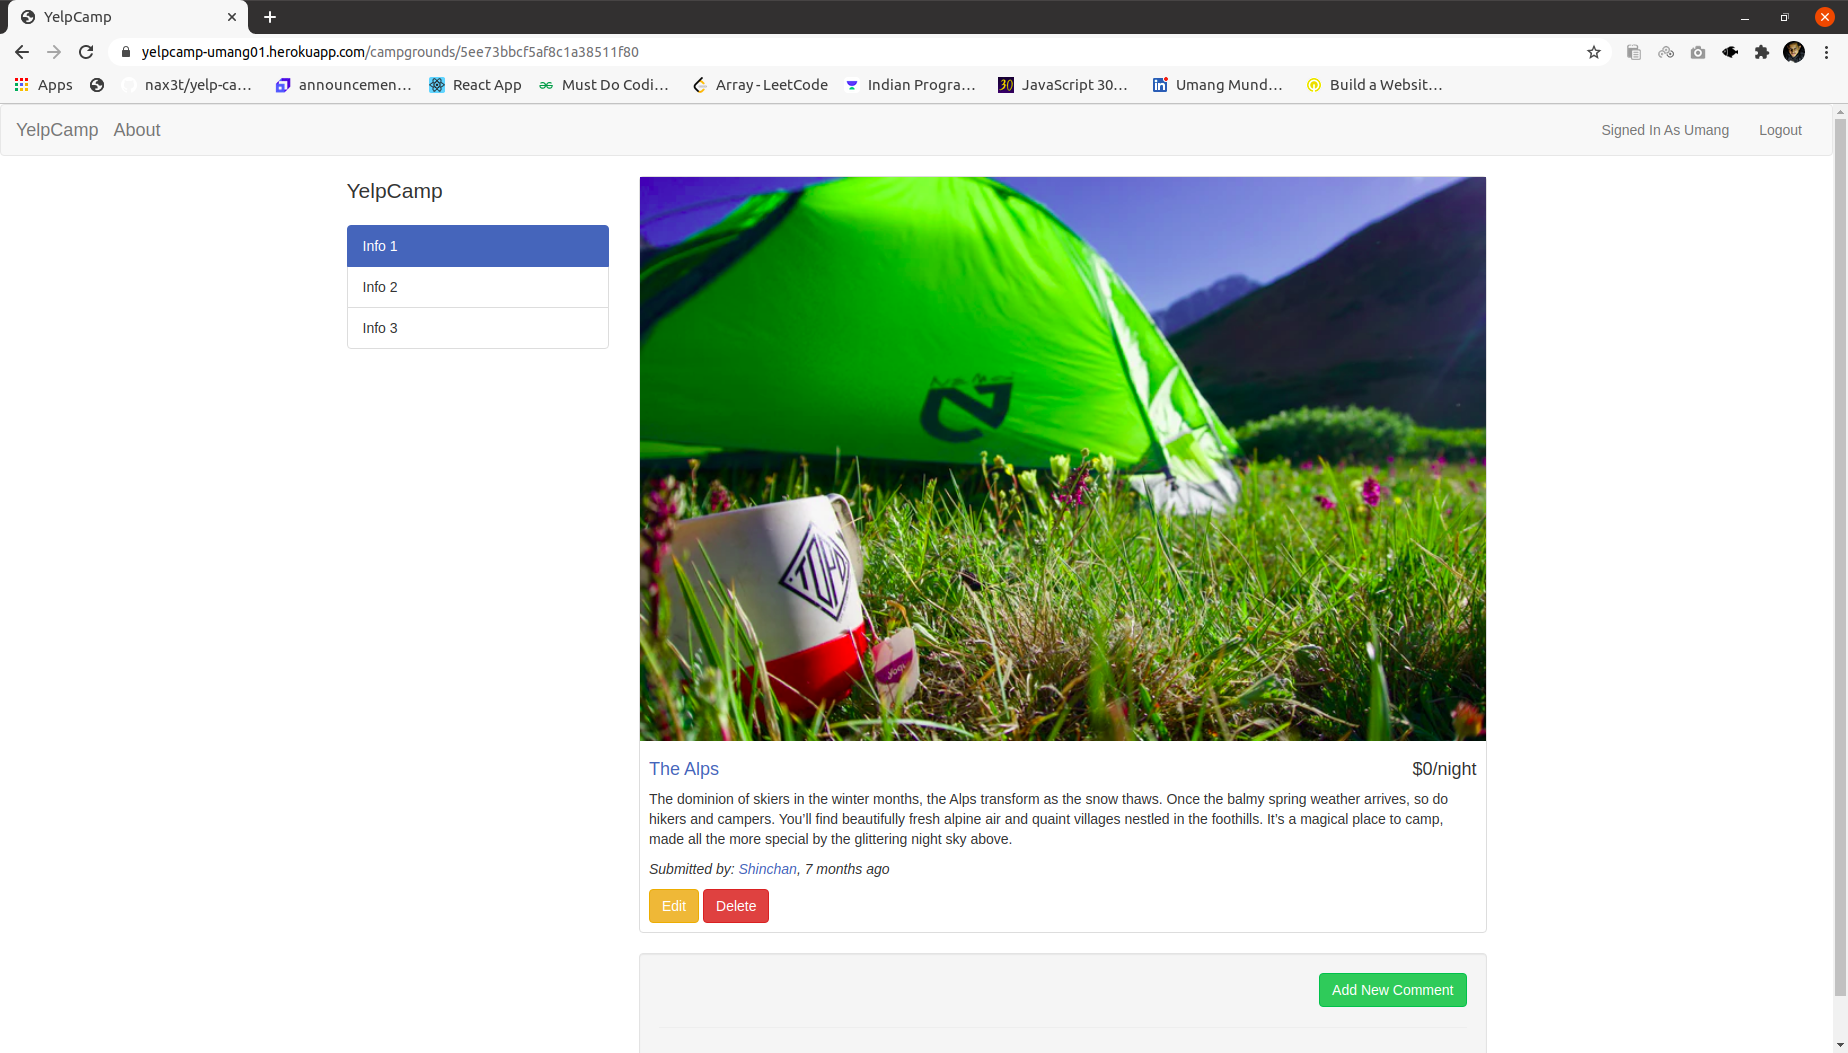 YelpCamp
yelpcamp-umang01.herokuapp.com/campgrounds/5ee73bbcf5af8c1a38511f80
Apps nax3t/yelp-ca… announcemen… React App Must Do Codi… Array - LeetCode Indian Progra… JavaScript 30… Umang Mund… Build a Websit…
YelpCamp About Signed In As Umang Logout
YelpCamp
Info 1
Info 2
Info 3
TOPO
The Alps $0/night
The dominion of skiers in the winter months, the Alps transform as the snow thaws. Once the balmy spring weather arrives, so do
hikers and campers. You’ll find beautifully fresh alpine air and quaint villages nestled in the foothills. It’s a magical place to camp,
made all the more special by the glittering night sky above.
Submitted by: Shinchan, 7 months ago
Edit Delete
Add New Comment